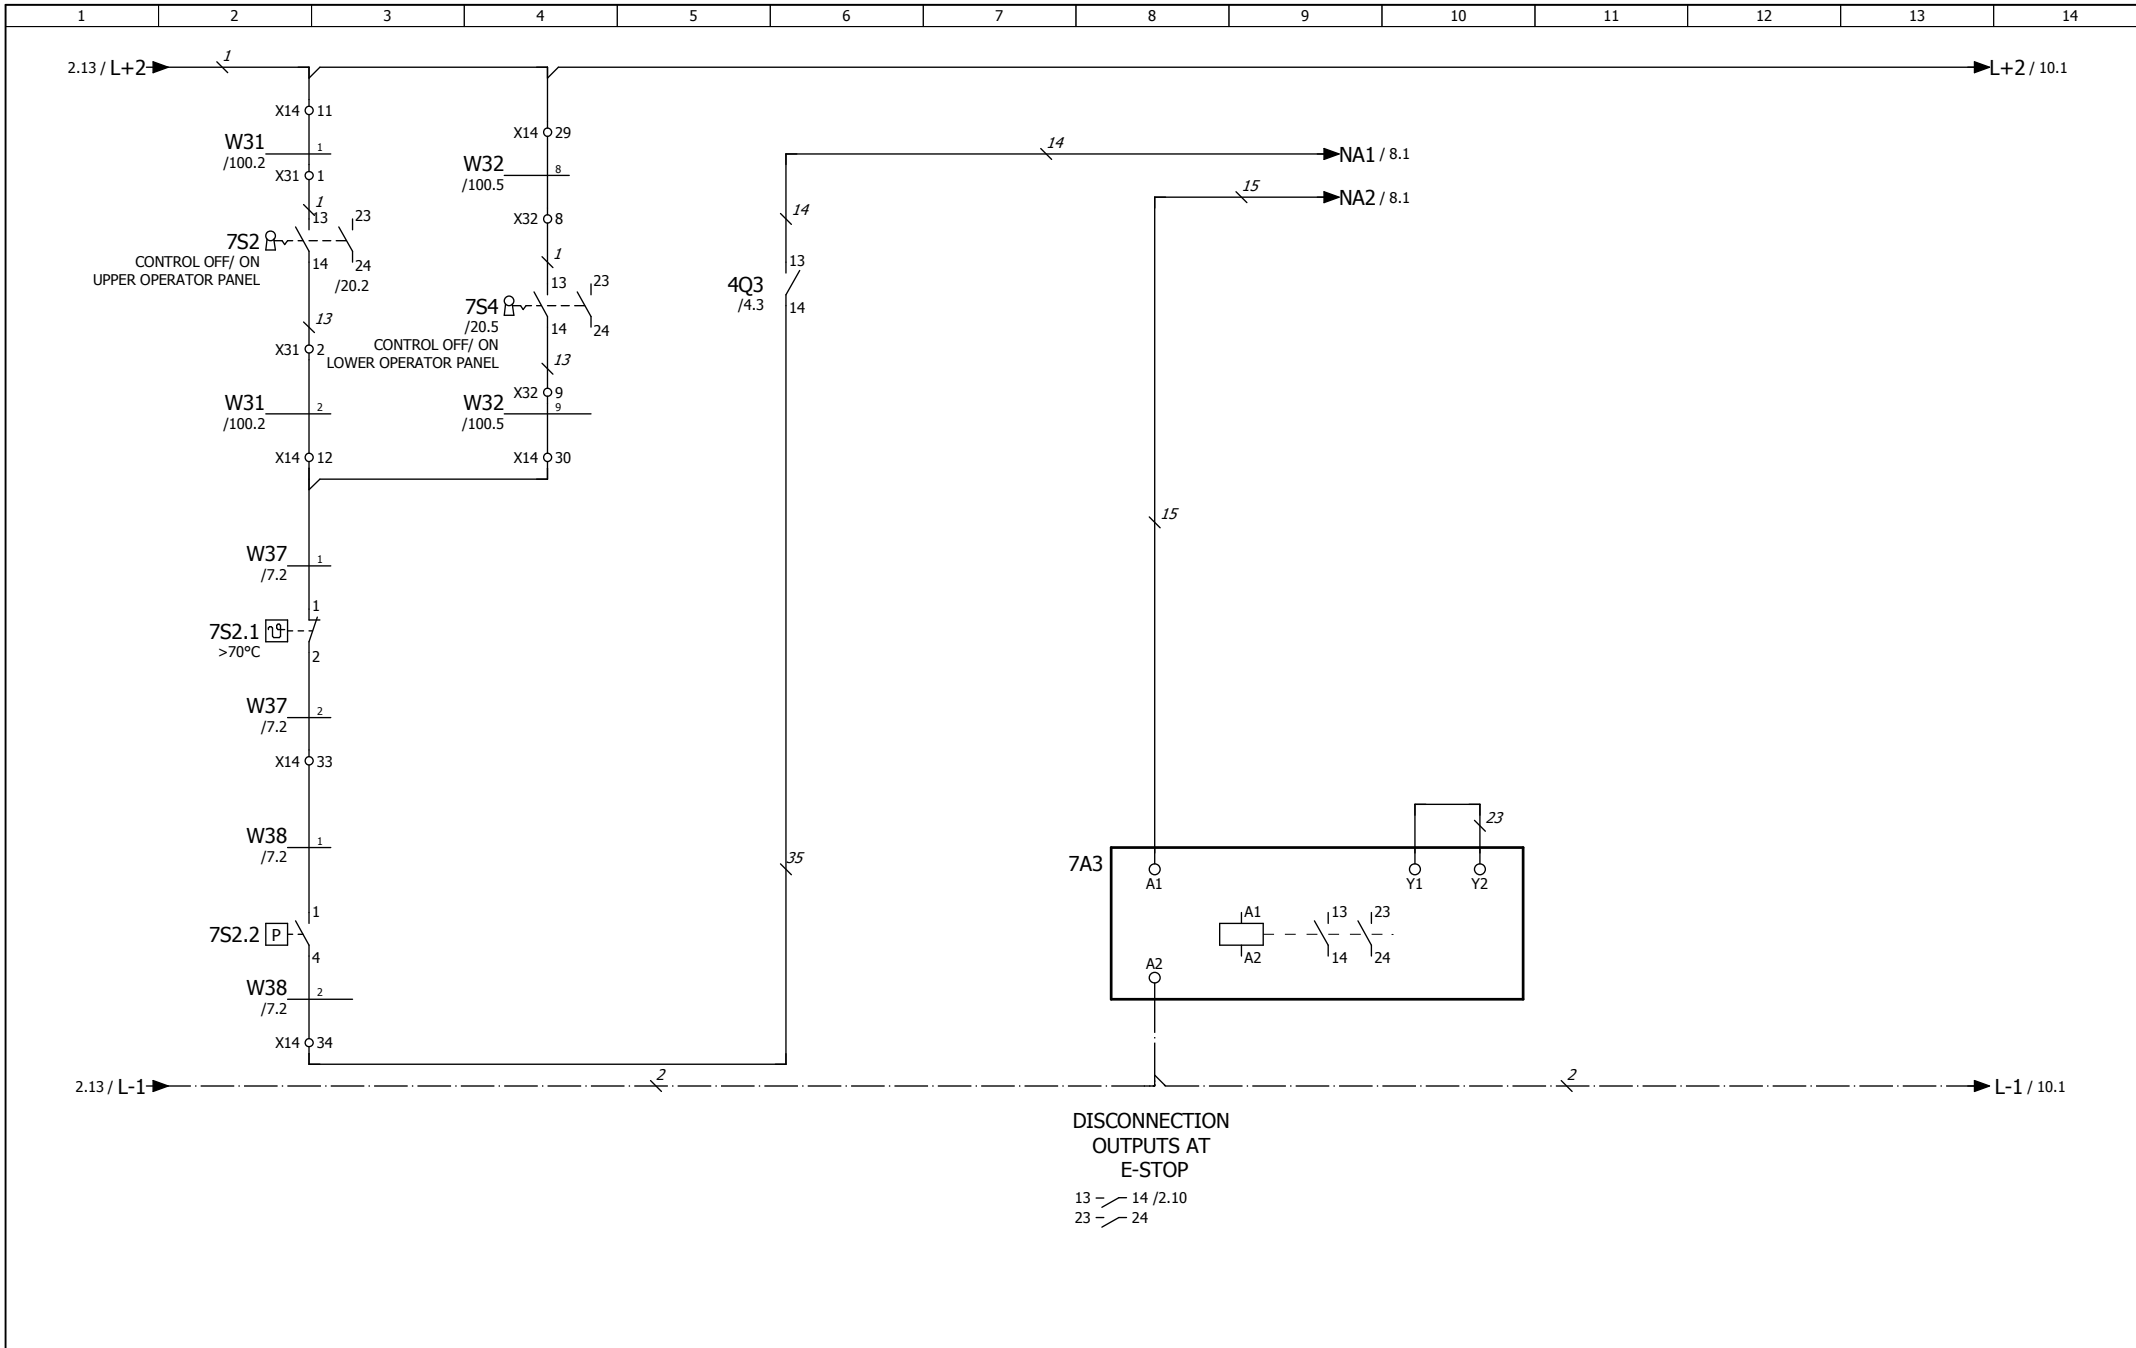 1 2 3 4 5 6 7 8 9 10 11 12 13 14
2.13 / L+2 1 L+2 / 10.1
X14 11
X14 29
W31 1
/100.2
14 NA1 / 8.1
W32 8
/100.5
X31 1
15 NA2 / 8.1
1
14
13 23
X32 8
7S2
CONTROL OFF/ ON
UPPER OPERATOR PANEL
14 24
/20.2
1
13 23
7S4
/20.5
CONTROL OFF/ ON
LOWER OPERATOR PANEL
14 24
13
4Q3
/4.3
14
13
X31 2
13
X32 9
W31 2
/100.2
W32 9
/100.5
X14 12
X14 30
15
W37 1
/7.2
1
7S2.1
>70°C
2
W37 2
/7.2
X14 33
23
W38 1
/7.2
35
7A3
A1 Y1 Y2
1
7S2.2 P
4
A1 13 23
A2 14 24
A2
W38 2
/7.2
X14 34
2.13 / L-1 2 2 L-1 / 10.1
DISCONNECTION
OUTPUTS AT
E-STOP
13 14 /2.10
23 24